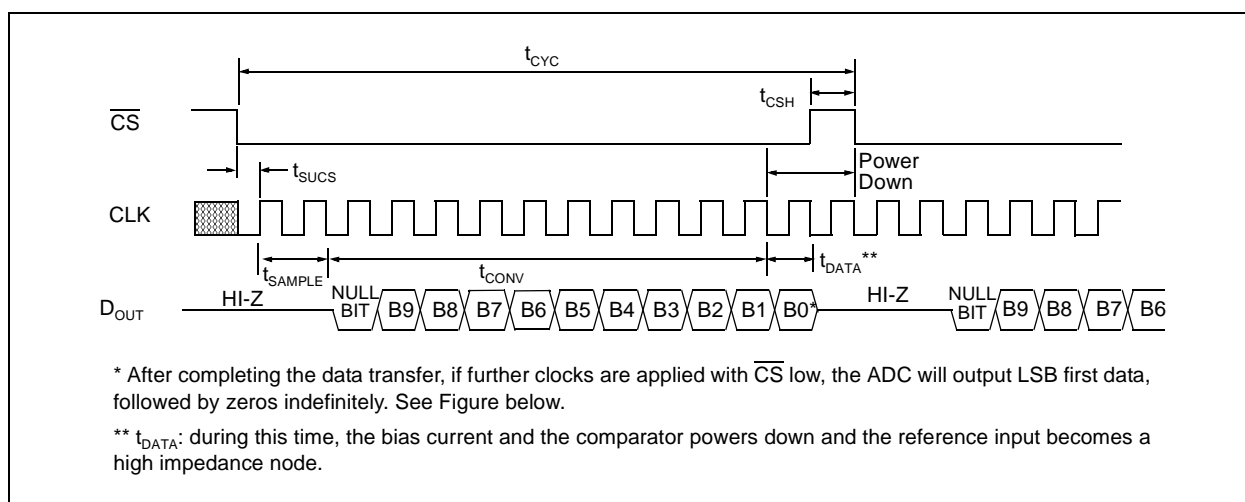 tCYC
tCSH
CS
Power
Down
tSUCS
CLK
tSAMPLE
tCONV
tDATA**
DOUT
HI-Z
NULL
BIT
B9
B8
B7
B6
B5
B4
B3
B2
B1
B0*
HI-Z
NULL
BIT
B9
B8
B7
B6
* After completing the data transfer, if further clocks are applied with CS low, the ADC will output LSB first data,
followed by zeros indefinitely. See Figure below.
** tDATA: during this time, the bias current and the comparator powers down and the reference input becomes a
high impedance node.